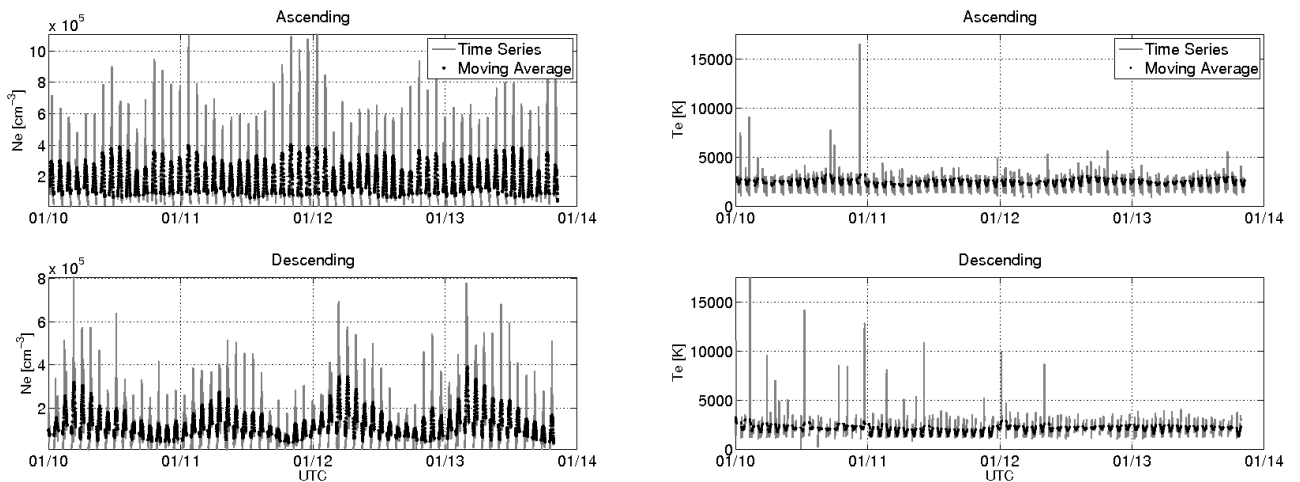 Ascending
x 10^5
Time Series
Moving Average
Ne [cm^-3]
10
8
6
4
2
01/10 01/11 01/12 01/13 01/14
Ascending
Time Series
Moving Average
Te [K]
15000
10000
5000
0
01/10 01/11 01/12 01/13 01/14
Descending
x 10^5
Ne [cm^-3]
8
6
4
2
01/10 01/11 01/12 01/13 01/14
UTC
Descending
Te [K]
15000
10000
5000
0
01/10 01/11 01/12 01/13 01/14
UTC